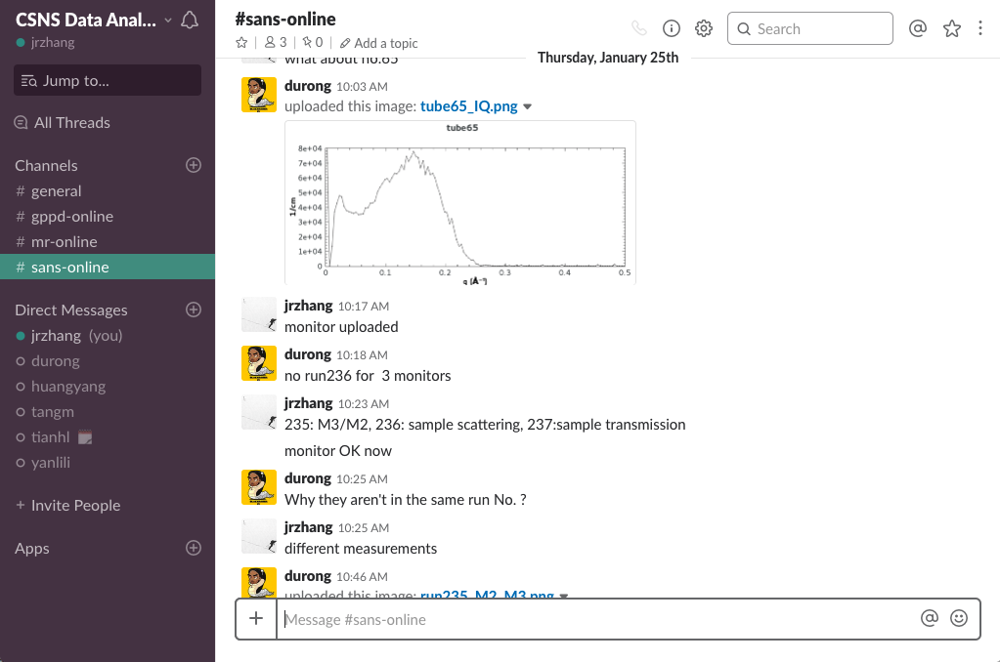 CSNS Data Anal...
jrzhang
Jump to...
All Threads
Channels
# general
# gppd-online
# mr-online
# sans-online
Direct Messages
jrzhang (you)
durong
huangyang
tangm
tianhl
yanlili
+ Invite People
Apps
#sans-online
3
0
Add a topic
Search
what about no.65
Thursday, January 25th
durong 10:03 AM
uploaded this image: tube65_IQ.png
tube65
8e+04
7e+04
6e+04
5e+04
4e+04
3e+04
2e+04
1e+04
0
1/cm
0 0.1 0.2 0.3 0.4 0.5
q (Å⁻¹)
jrzhang 10:17 AM
monitor uploaded
durong 10:18 AM
no run236 for 3 monitors
jrzhang 10:23 AM
235: M3/M2, 236: sample scattering, 237:sample transmission
monitor OK now
durong 10:25 AM
Why they aren't in the same run No. ?
jrzhang 10:25 AM
different measurements
durong 10:46 AM
uploaded this image: run235_M2_M3.png
+
Message #sans-online
@